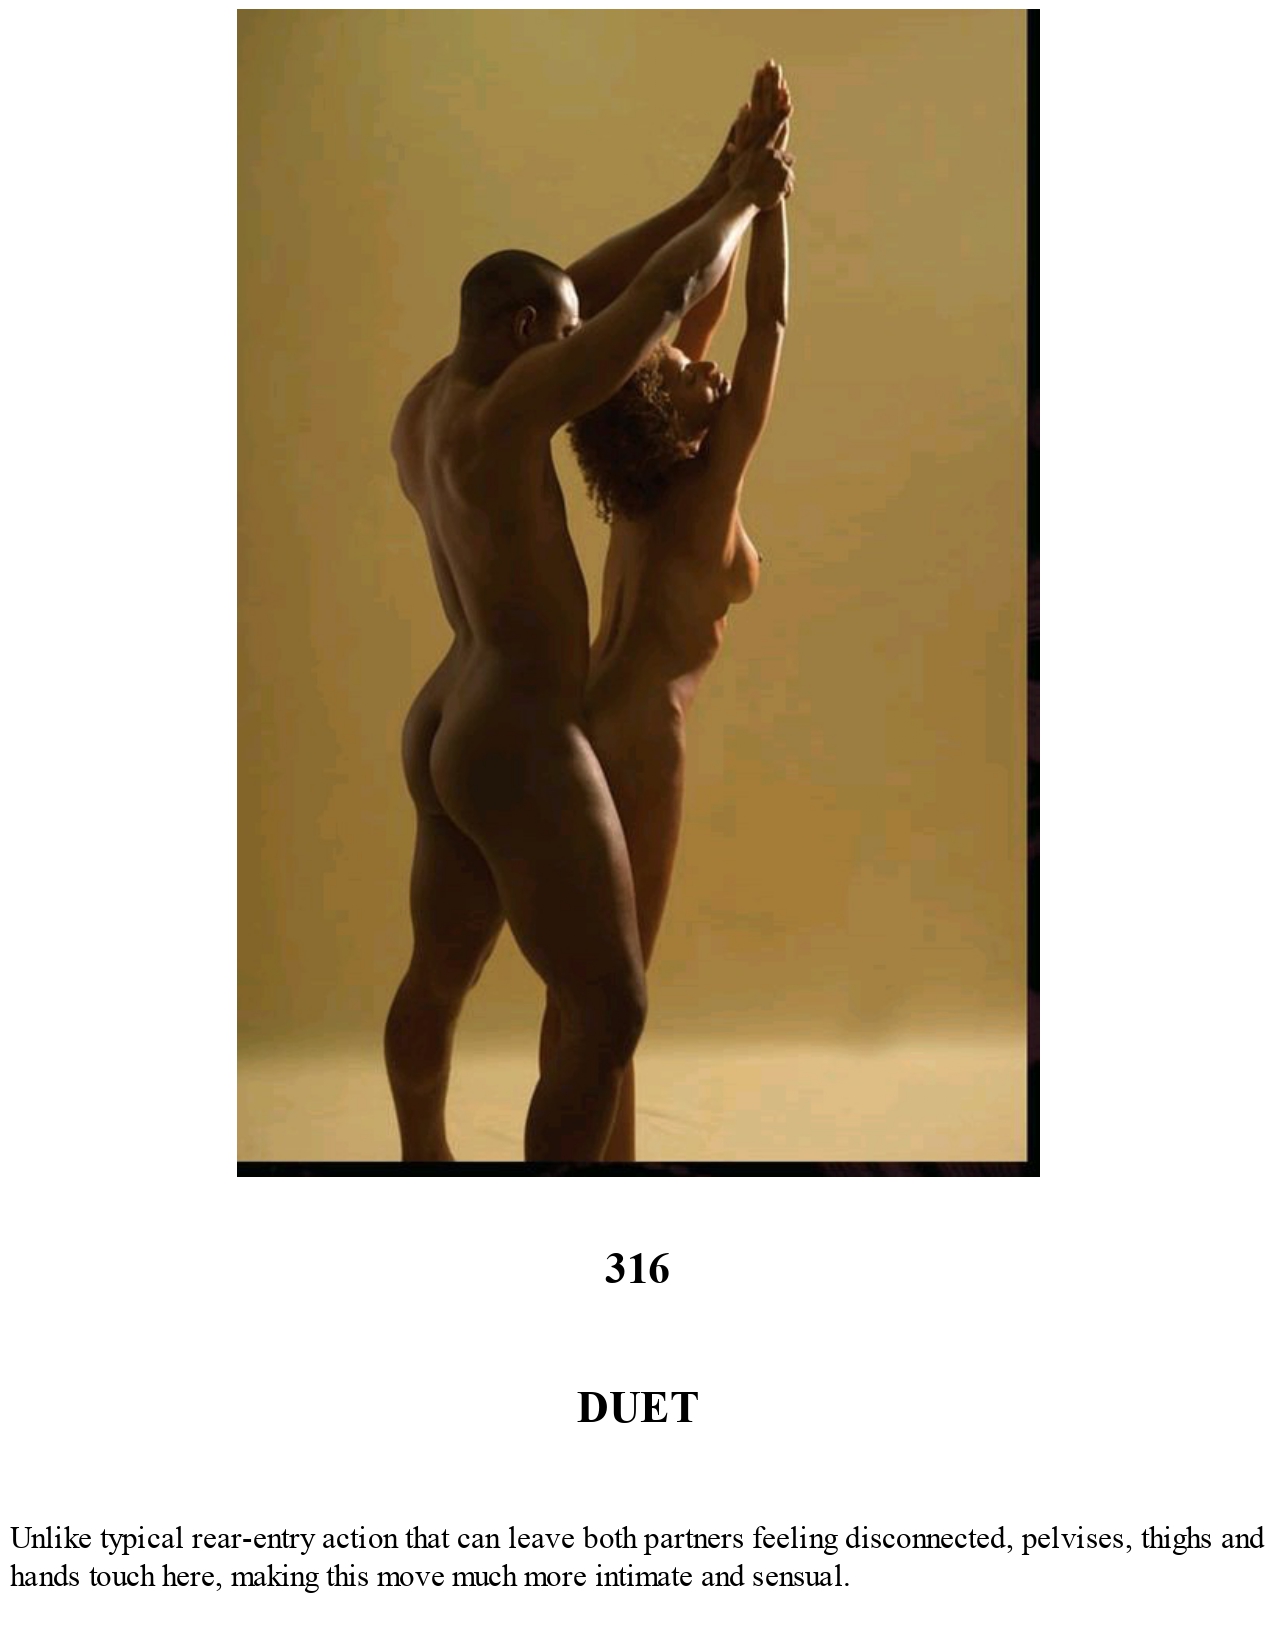 316
DUET
Unlike typical rear-entry action that can leave both partners feeling disconnected, pelvises, thighs and
hands touch here, making this move much more intimate and sensual.